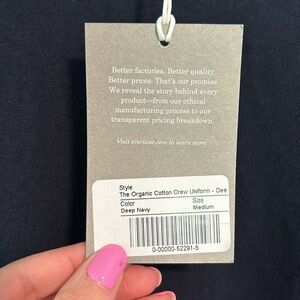 Better factories. Better quality.
Better prices. That's our promise.
We reveal the story behind every
product—from our ethical
manufacturing process to our
transparent pricing breakdown.
Visit everlane.com to learn more.
Style
The Organic Cotton Crew Uniform - Dee
Color Size
Deep Navy Medium
0-00000-52291-5